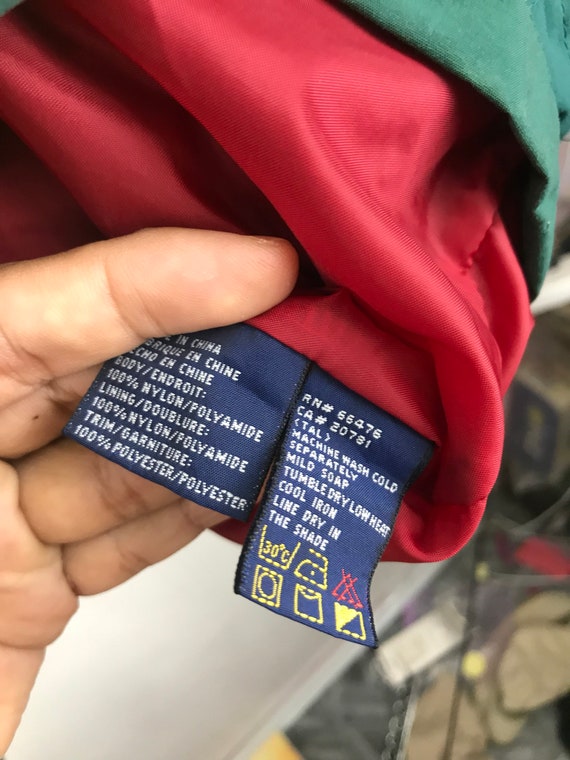 IN CHINA
EN CHINE
EN CHINE
BODY/ENDROIT:
100% NYLON/POLYAMIDE
LINING/DOUBLURE:
100% NYLON/POLYAMIDE
TRIM/GARNITURE:
100% POLYESTER/POLYESTER
RN# 66476
CA# 20781
(TAL)
MACHINE WASH COLD
SEPARATELY
MILD SOAP
TUMBLE DRY LOW HEAT
COOL IRON
LINE DRY IN
THE SHADE
30°C